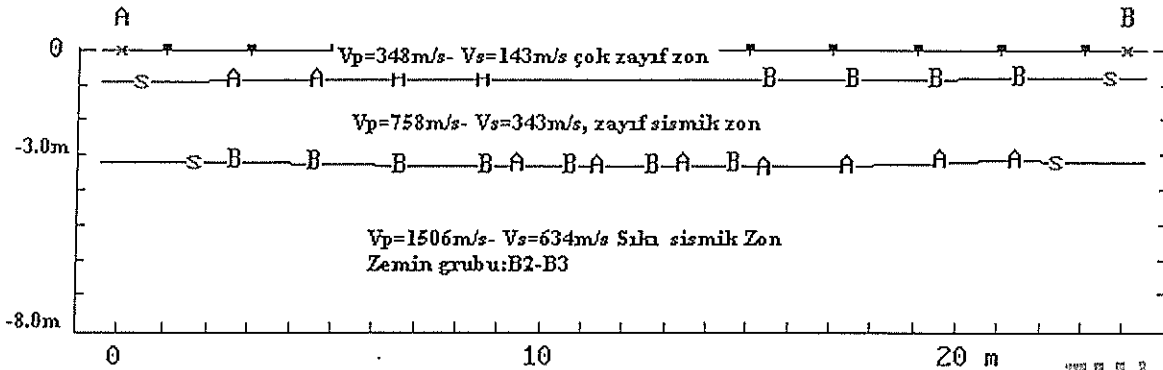 A B
0
Vp=348m/s- Vs=143m/s çok zayıf zon
S A A H H B B B B S
Vp=758m/s- Vs=343m/s, zayıf sismik zon
-3.0m
S B B B B A B A B A B A A A A S
Vp=1506m/s- Vs=634m/s Sıkı sismik Zon
Zemin grubu:B2-B3
-8.0m
0 10 20 m